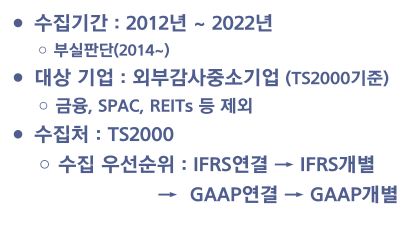 ● 수집기간 : 2012년 ~ 2022년
○ 부실판단(2014~)
● 대상 기업 : 외부감사중소기업 (TS2000기준)
○ 금융, SPAC, REITs 등 제외
● 수집처 : TS2000
○ 수집 우선순위 : IFRS연결 → IFRS개별
→ GAAP연결 → GAAP개별